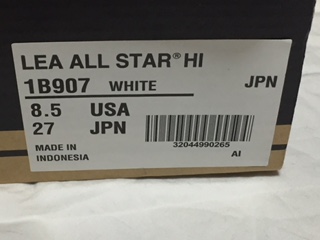 LEA ALL STAR® HI
1B907 WHITE JPN
8.5 USA
27 JPN
MADE IN
INDONESIA
32044990265
AI